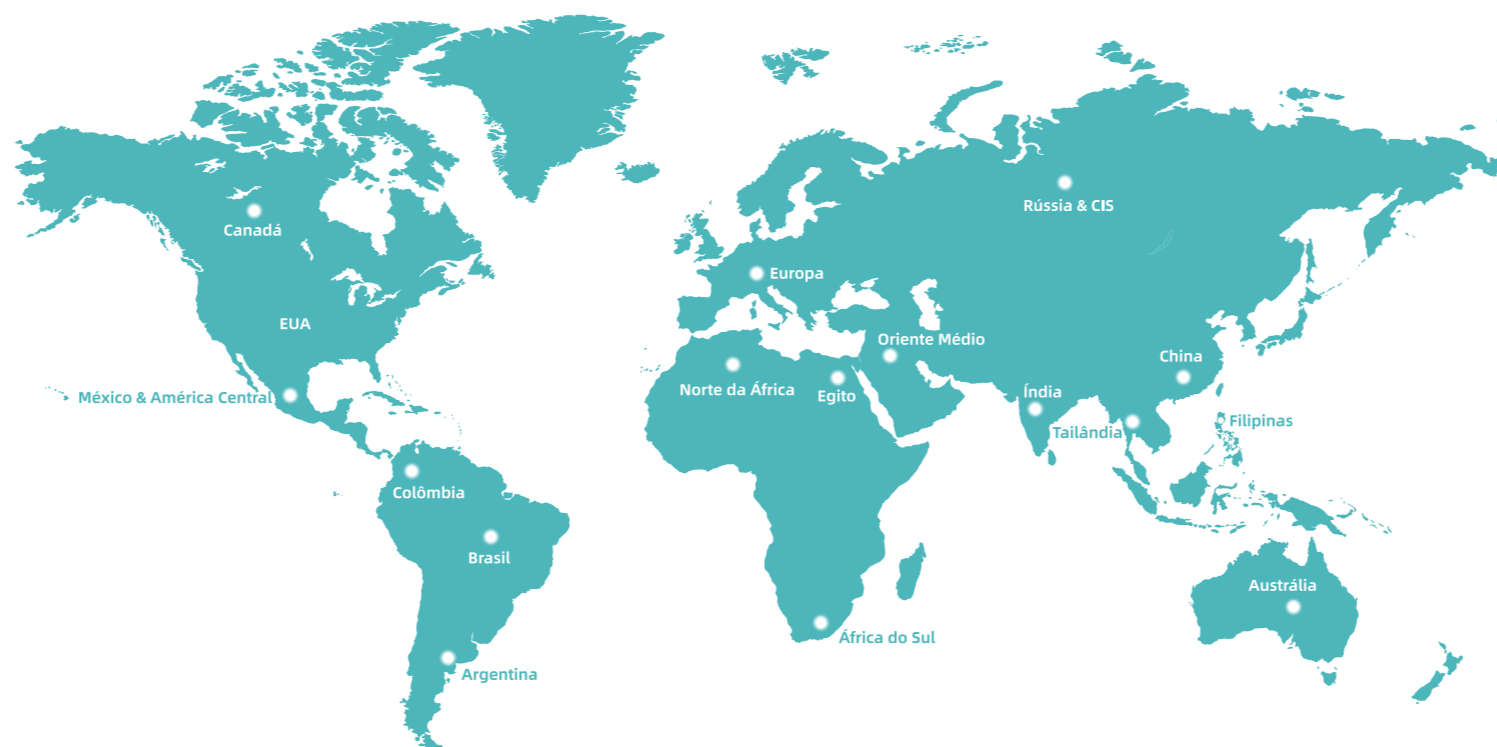 Canadá
Rússia & CIS
Europa
EUA
Oriente Médio
China
Norte da África
Egito
Índia
México & América Central
Filipinas
Tailândia
Colômbia
Brasil
Austrália
África do Sul
Argentina